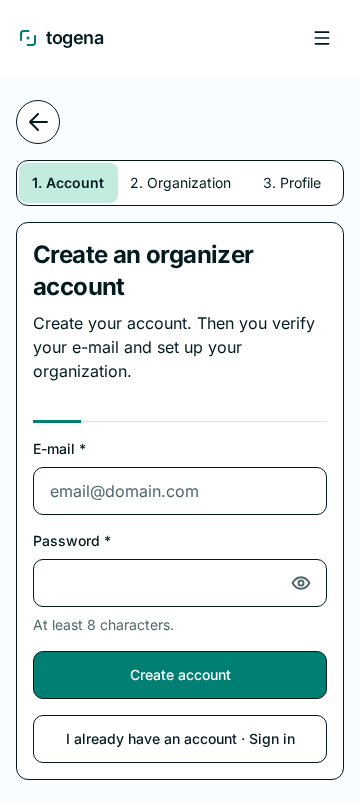 togena
1. Account
2. Organization
3. Profile
Create an organizer
account
Create your account. Then you verify
your e-mail and set up your
organization.
E-mail *
email@domain.com
Password *
At least 8 characters.
Create account
I already have an account · Sign in